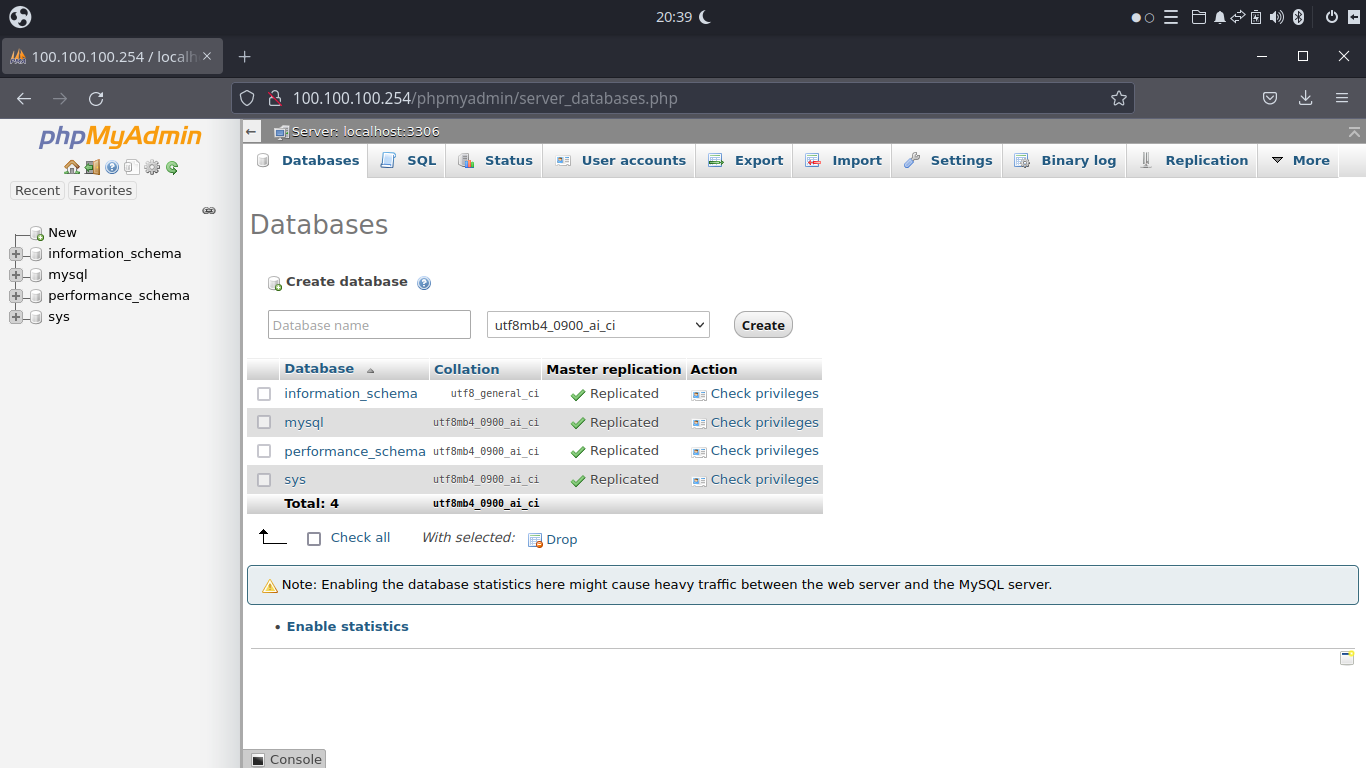 20:39
100.100.100.254 / localh
100.100.100.254/phpmyadmin/server_databases.php
phpMyAdmin
Recent Favorites
New
information_schema
mysql
performance_schema
sys
Server: localhost:3306
Databases SQL Status User accounts Export Import Settings Binary log Replication More
Databases
Create database
Database name utf8mb4_0900_ai_ci Create
Database Collation Master replication Action
information_schema utf8_general_ci Replicated Check privileges
mysql utf8mb4_0900_ai_ci Replicated Check privileges
performance_schema utf8mb4_0900_ai_ci Replicated Check privileges
sys utf8mb4_0900_ai_ci Replicated Check privileges
Total: 4 utf8mb4_0900_ai_ci
Check all With selected: Drop
Note: Enabling the database statistics here might cause heavy traffic between the web server and the MySQL server.
• Enable statistics
Console